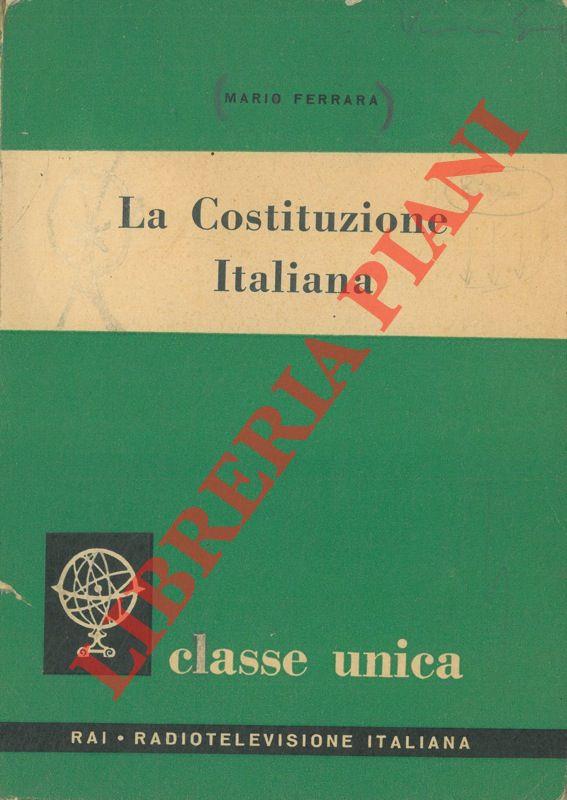 (MARIO FERRARA)
La Costituzione
Italiana
LIBRERIA PIANI
classe unica
RAI • RADIOTELEVISIONE ITALIANA